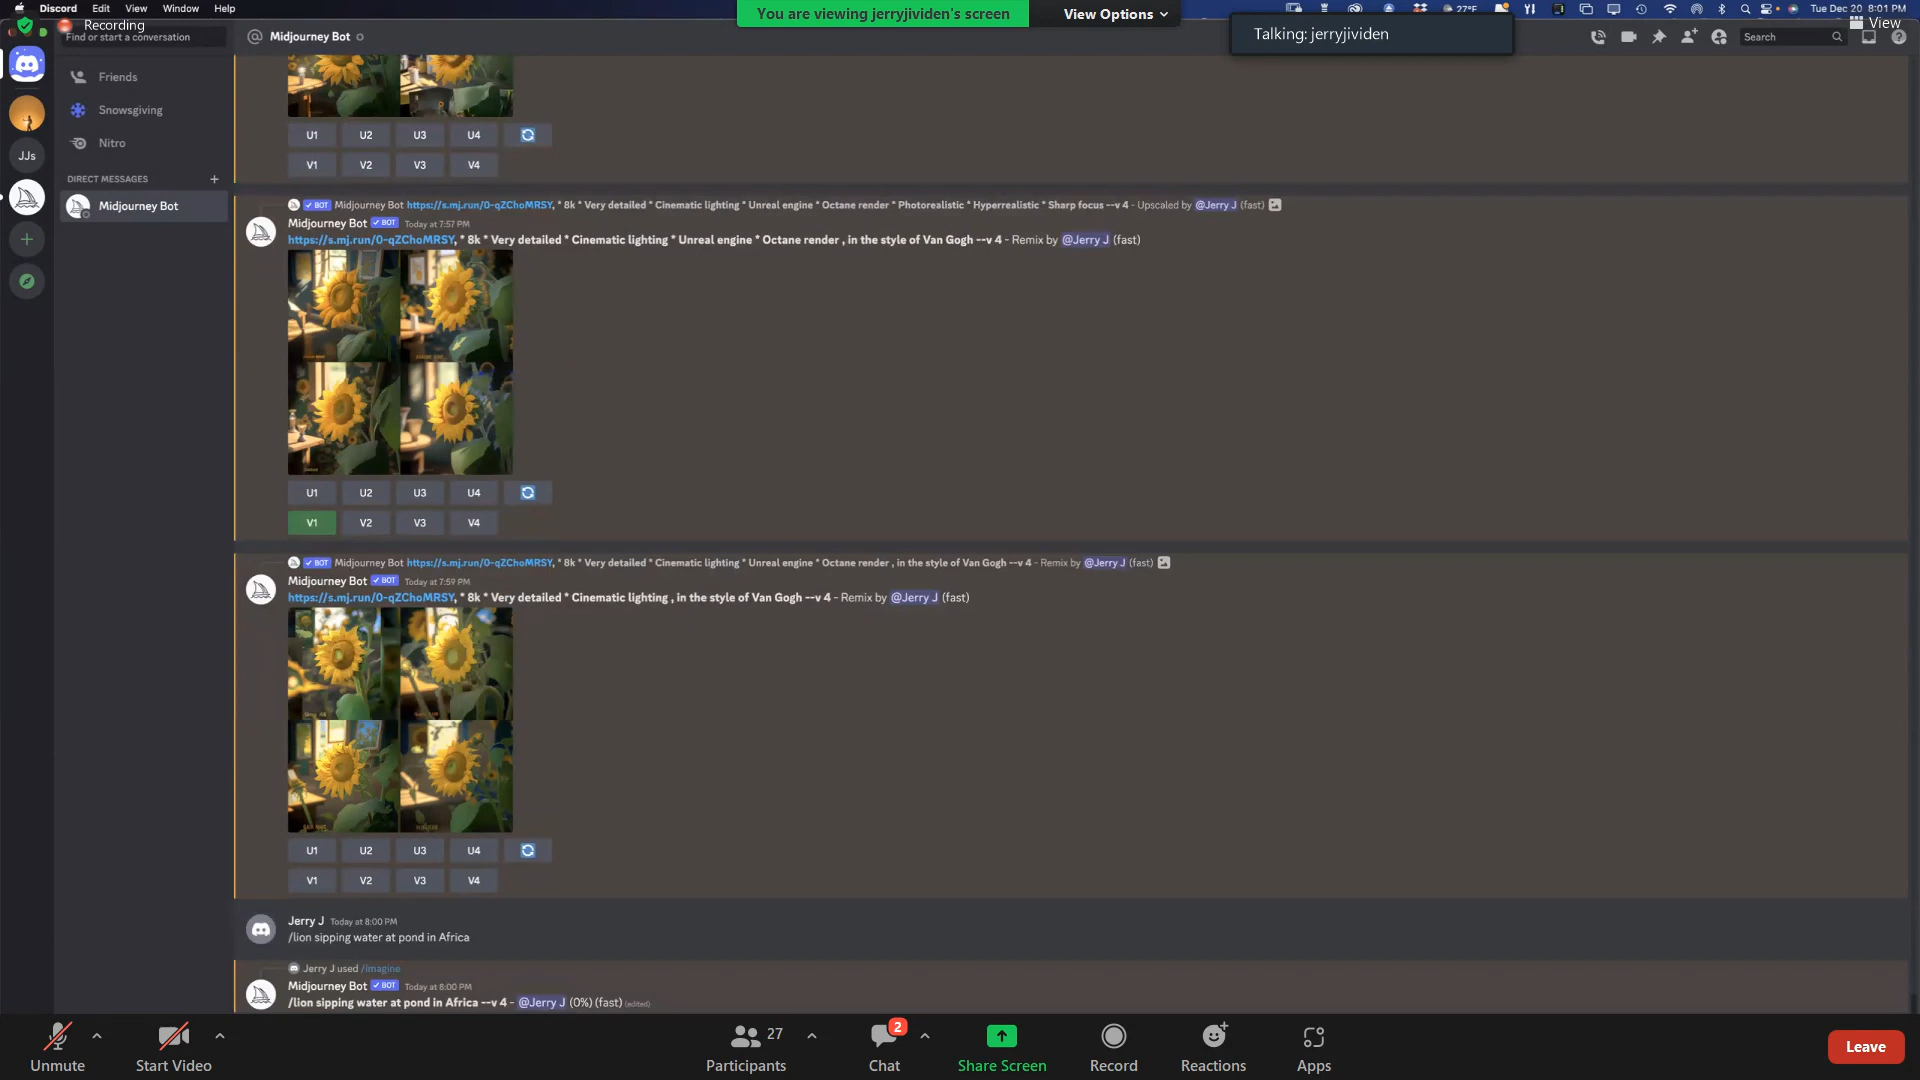 Discord Edit View Window Help
You are viewing jerryjividen's screen View Options
27°F Tue Dec 20 8:01 PM
Recording
View
Talking: jerryjividen
Find or start a conversation
Midjourney Bot
Search
Friends
Snowsgiving
Nitro
JJs
DIRECT MESSAGES +
Midjourney Bot
U1 U2 U3 U4
V1 V2 V3 V4
BOT Midjourney Bot https://s.mj.run/0-qZChoMRSY, * 8k * Very detailed * Cinematic lighting * Unreal engine * Octane render * Photorealistic * Hyperrealistic * Sharp focus --v 4 - Upscaled by @Jerry J (fast)
Midjourney Bot BOT Today at 7:57 PM
https://s.mj.run/0-qZChoMRSY, * 8k * Very detailed * Cinematic lighting * Unreal engine * Octane render , in the style of Van Gogh --v 4 - Remix by @Jerry J (fast)
U1 U2 U3 U4
V1 V2 V3 V4
BOT Midjourney Bot https://s.mj.run/0-qZChoMRSY, * 8k * Very detailed * Cinematic lighting * Unreal engine * Octane render , in the style of Van Gogh --v 4 - Remix by @Jerry J (fast)
Midjourney Bot BOT Today at 7:59 PM
https://s.mj.run/0-qZChoMRSY, * 8k * Very detailed * Cinematic lighting , in the style of Van Gogh --v 4 - Remix by @Jerry J (fast)
U1 U2 U3 U4
V1 V2 V3 V4
Jerry J Today at 8:00 PM
/lion sipping water at pond in Africa
Jerry J used /imagine
Midjourney Bot BOT Today at 8:00 PM
/lion sipping water at pond in Africa --v 4 - @Jerry J (0%) (fast) (edited)
27
2
Unmute Start Video Participants Chat Share Screen Record Reactions Apps Leave